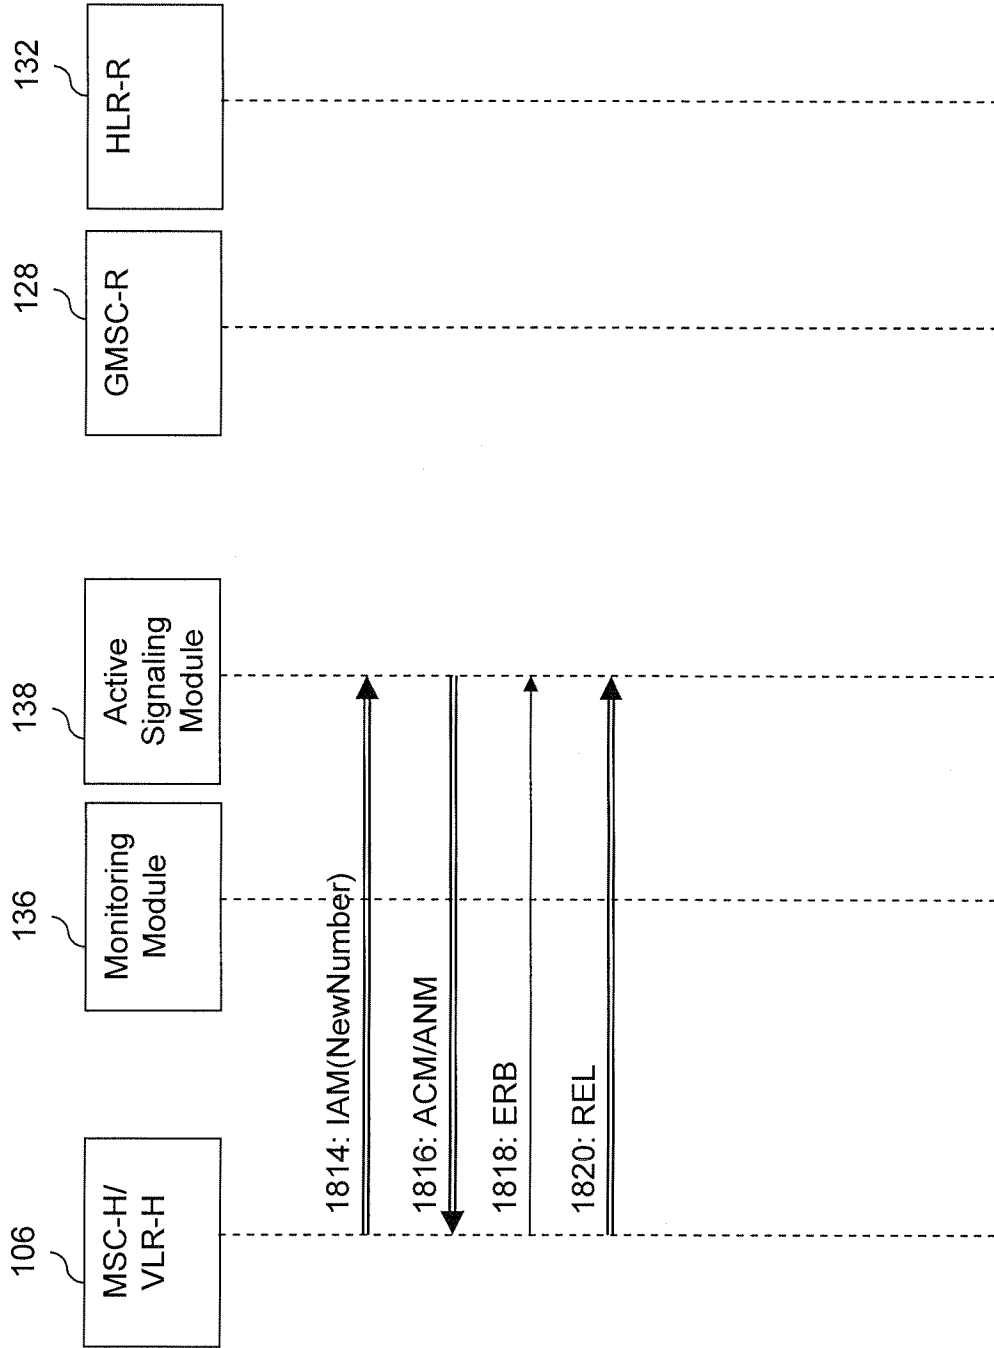 106
MSC-H/
VLR-H
136
Monitoring
Module
138
Active
Signaling
Module
128
GMSC-R
132
HLR-R
1814: IAM(NewNumber)
1816: ACM/ANM
1818: ERB
1820: REL